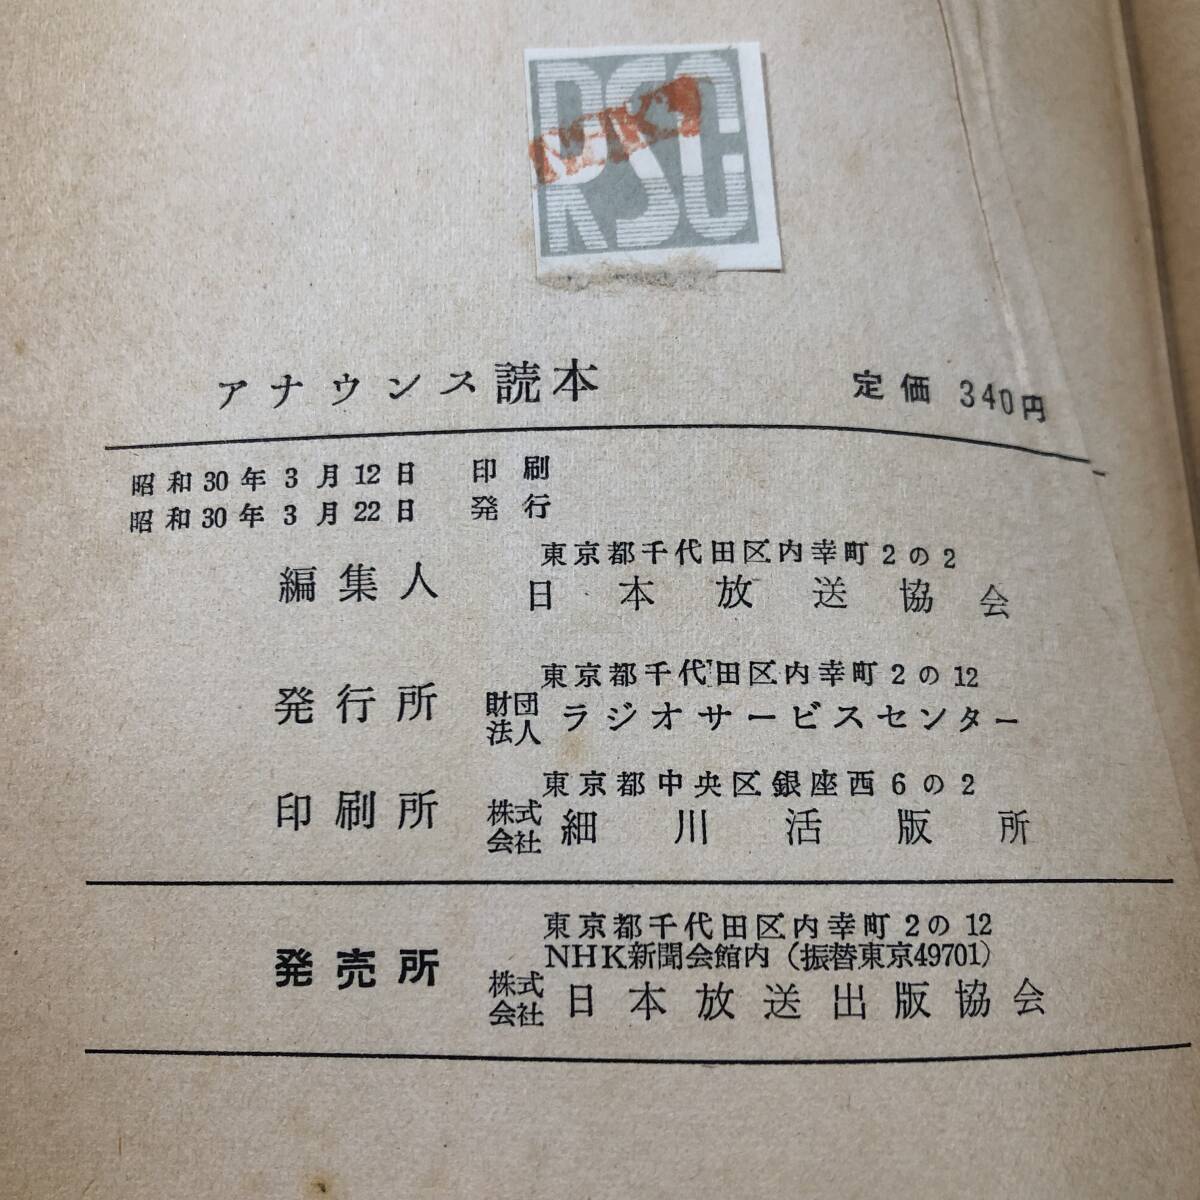 RSC
NHK
アナウンス読本 定価 340円
昭和30年3月12日 印刷
昭和30年3月22日 発行
東京都千代田区内幸町2の2
編集人 日本放送協会
東京都千代田区内幸町2の12
発行所 財団法人 ラジオサービスセンター
東京都中央区銀座西6の2
印刷所 株式会社 細川活版所
東京都千代田区内幸町2の12
NHK新聞会館内（振替東京49701）
発売所 株式会社 日本放送出版協会